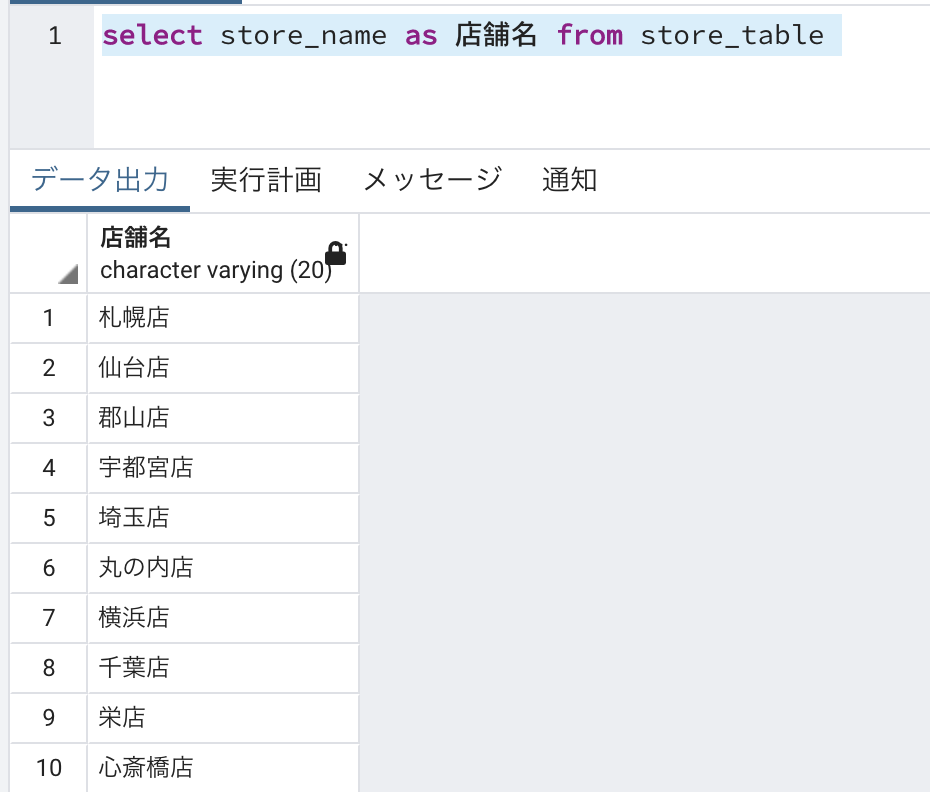 1 select store_name as 店舗名 from store_table
データ出力 実行計画 メッセージ 通知
店舗名
character varying (20)
1 札幌店
2 仙台店
3 郡山店
4 宇都宮店
5 埼玉店
6 丸の内店
7 横浜店
8 千葉店
9 栄店
10 心斎橋店